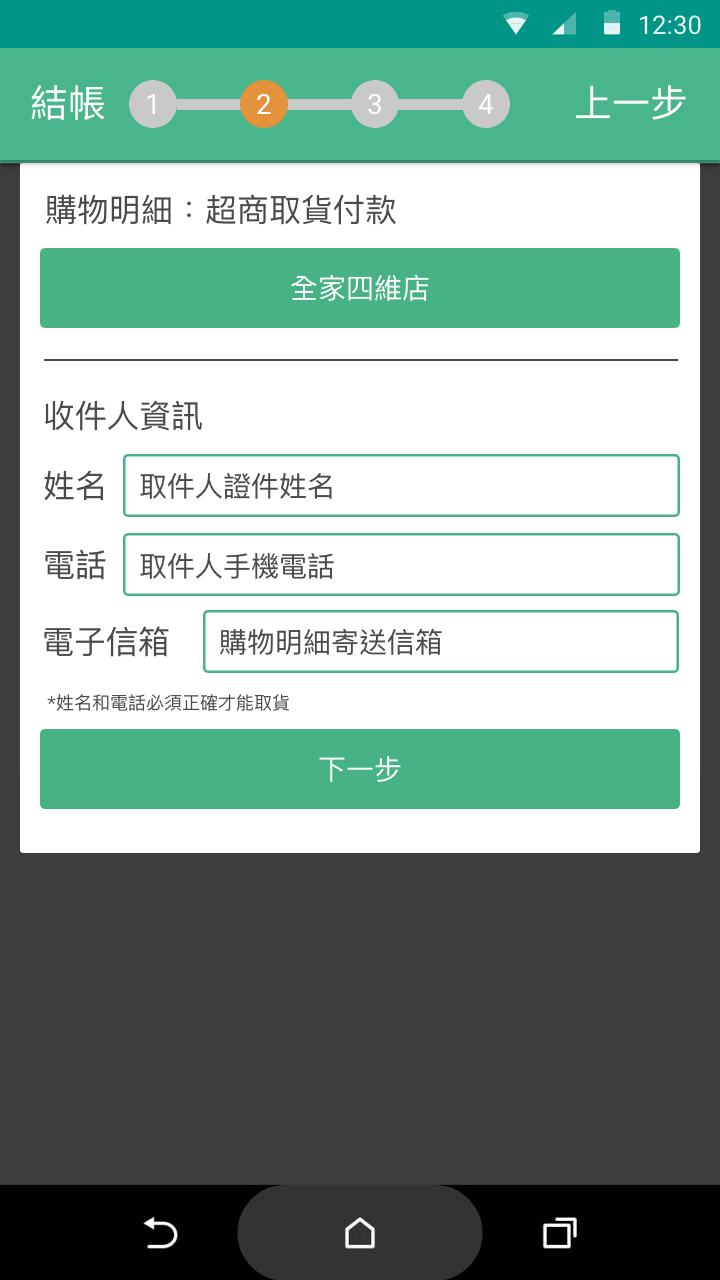 12:30
結帳 1 2 3 4 上一步
購物明細：超商取貨付款
全家四維店
收件人資訊
姓名 取件人證件姓名
電話 取件人手機電話
電子信箱 購物明細寄送信箱
*姓名和電話必須正確才能取貨
下一步